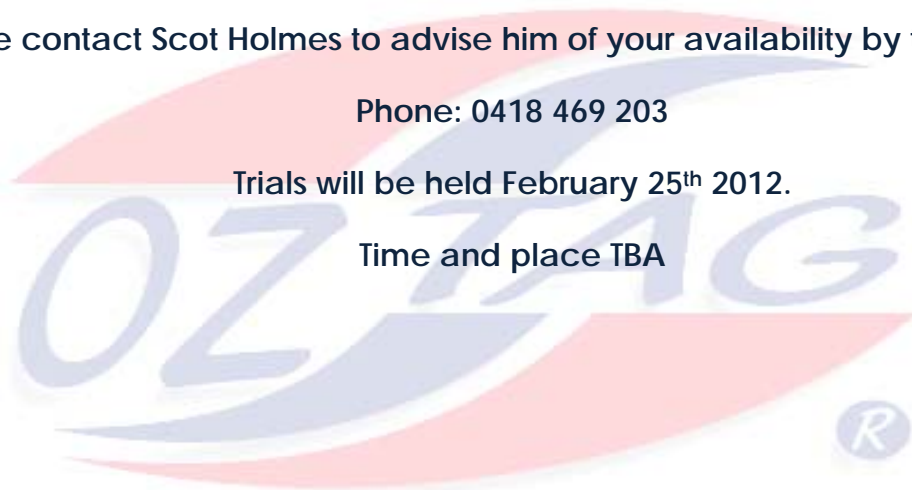 contact Scot Holmes to advise him of your availability by
Phone: 0418 469 203
Trials will be held February 25th 2012.
Time and place TBA
OZ TAG
®